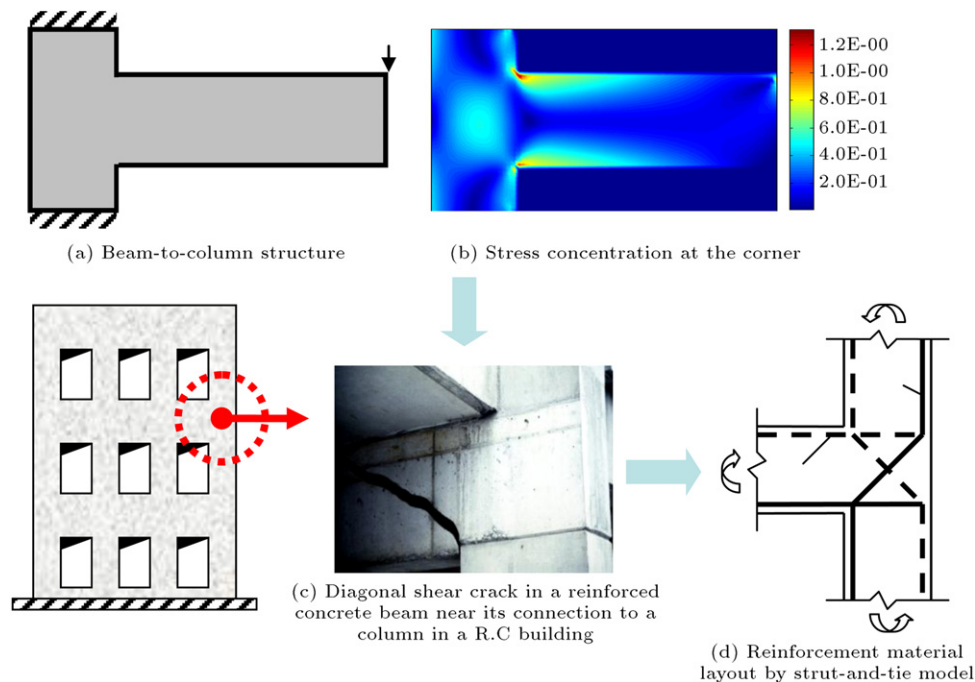 1.2E-00
1.0E-00
8.0E-01
6.0E-01
4.0E-01
2.0E-01
(a) Beam-to-column structure
(b) Stress concentration at the corner
(c) Diagonal shear crack in a reinforced
concrete beam near its connection to a
column in a R.C building
(d) Reinforcement material
layout by strut-and-tie model